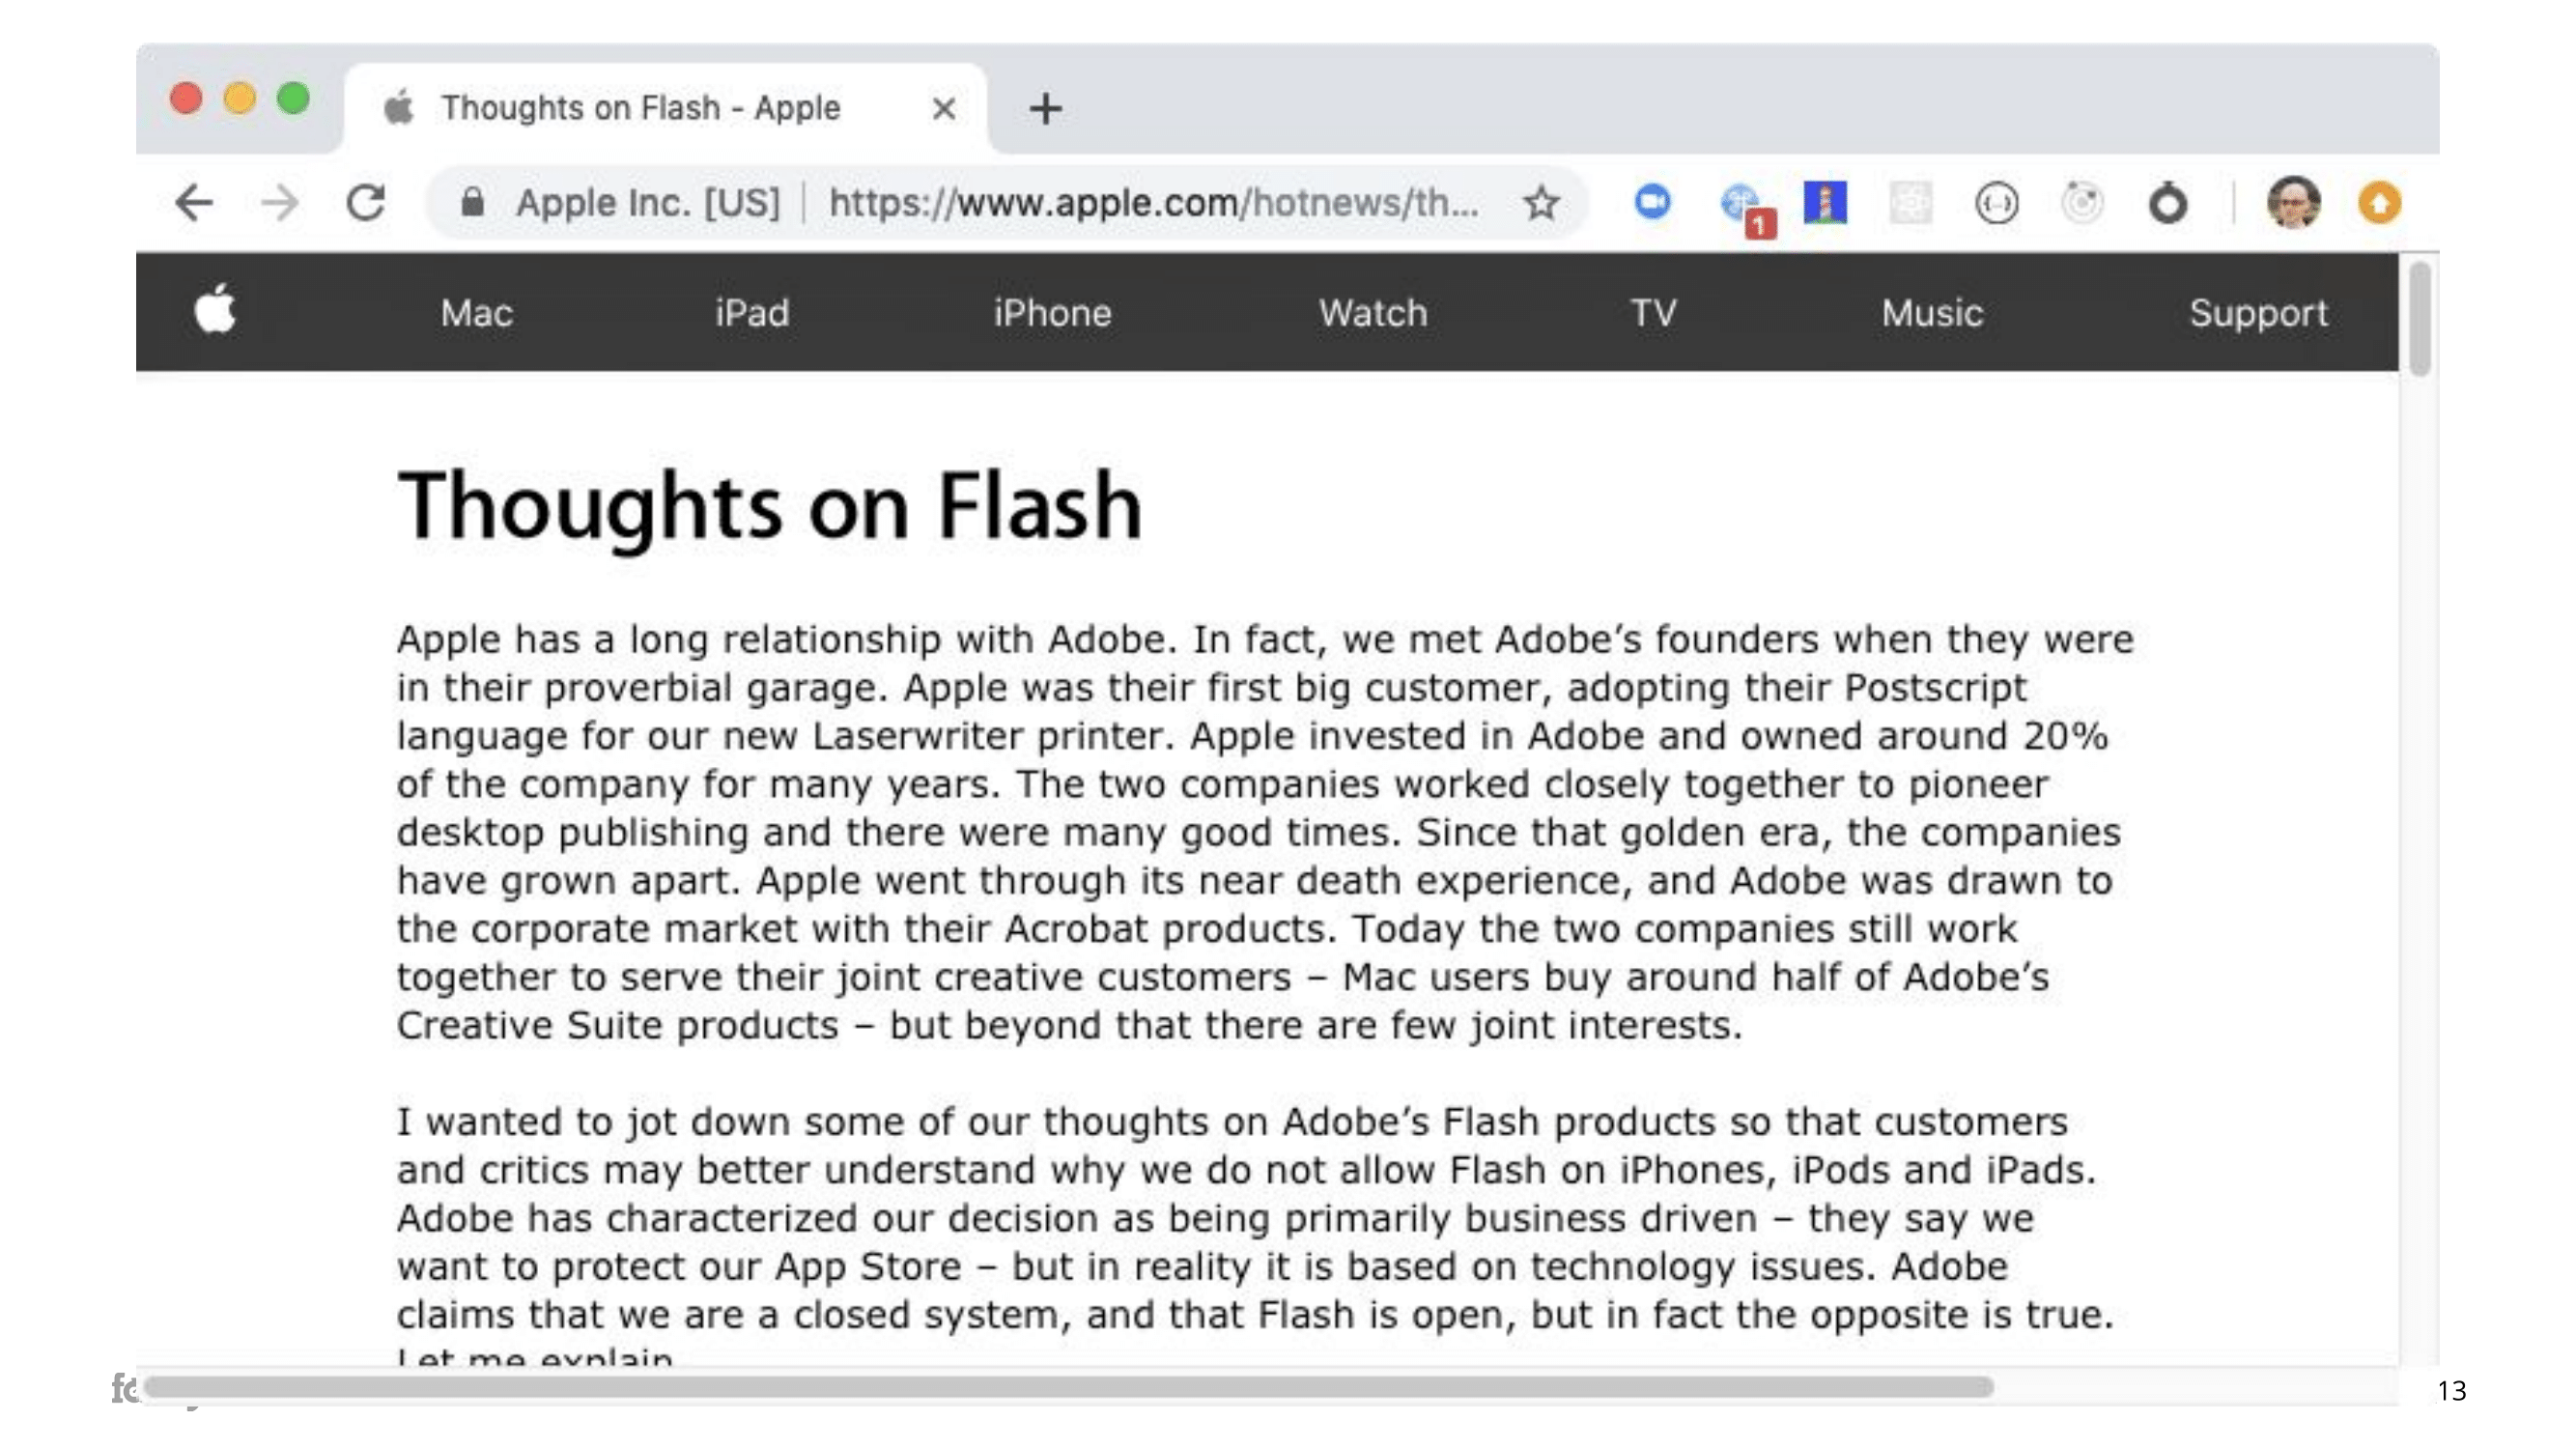 Thoughts on Flash - Apple
Apple Inc. [US] https://www.apple.com/hotnews/th...
1
Mac iPad iPhone Watch TV Music Support
Thoughts on Flash
Apple has a long relationship with Adobe. In fact, we met Adobe’s founders when they were
in their proverbial garage. Apple was their first big customer, adopting their Postscript
language for our new Laserwriter printer. Apple invested in Adobe and owned around 20%
of the company for many years. The two companies worked closely together to pioneer
desktop publishing and there were many good times. Since that golden era, the companies
have grown apart. Apple went through its near death experience, and Adobe was drawn to
the corporate market with their Acrobat products. Today the two companies still work
together to serve their joint creative customers – Mac users buy around half of Adobe’s
Creative Suite products – but beyond that there are few joint interests.
I wanted to jot down some of our thoughts on Adobe’s Flash products so that customers
and critics may better understand why we do not allow Flash on iPhones, iPods and iPads.
Adobe has characterized our decision as being primarily business driven – they say we
want to protect our App Store – but in reality it is based on technology issues. Adobe
claims that we are a closed system, and that Flash is open, but in fact the opposite is true.
Let me explain
13